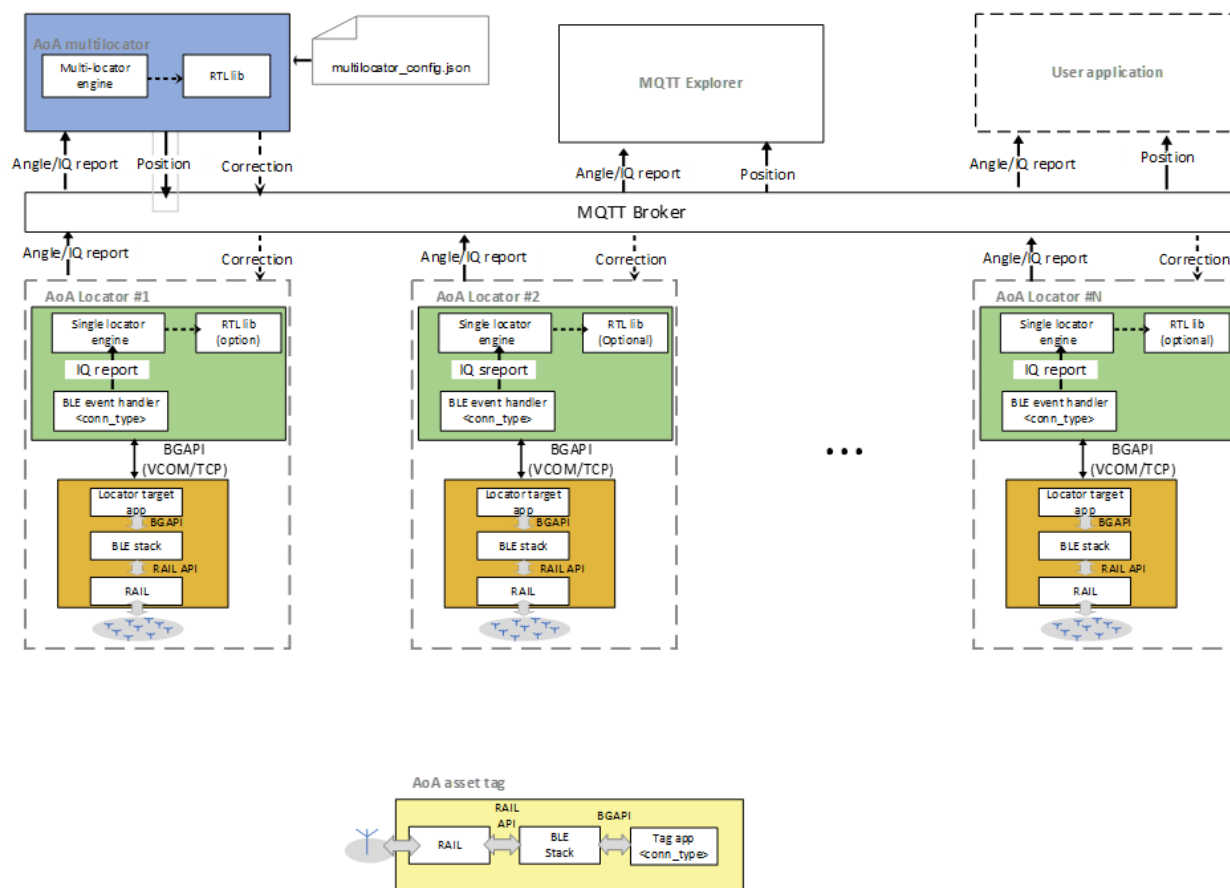 AoA multilocator
Multi-locator
engine
RTL lib
multilocator_config.json
MQTT Explorer
User application
Angle/IQ report
Position
Correction
Angle/IQ report
Position
Angle/IQ report
Position
MQTT Broker
Angle/IQ report
Correction
Angle/IQ report
Correction
Angle/IQ report
Correction
AoA Locator #1
Single locator
engine
RTL lib
(option)
IQ report
BLE event handler
<conn_type>
BGAPI
(VCOM/TCP)
Locator target
app
BGAPI
BLE stack
RAIL API
RAIL
AoA Locator #2
Single locator
engine
RTL lib
(Optional)
IQ sreport
BLE event handler
<conn_type>
BGAPI
(VCOM/TCP)
Locator target
app
BGAPI
BLE stack
RAIL API
RAIL
...
AoA Locator #N
Single locator
engine
RTL lib
(optional)
IQ report
BLE event handler
<conn_type>
BGAPI
(VCOM/TCP)
Locator target
app
BGAPI
BLE stack
RAIL API
RAIL
AoA asset tag
RAIL
RAIL
API
BLE
Stack
BGAPI
Tag app
<conn_type>